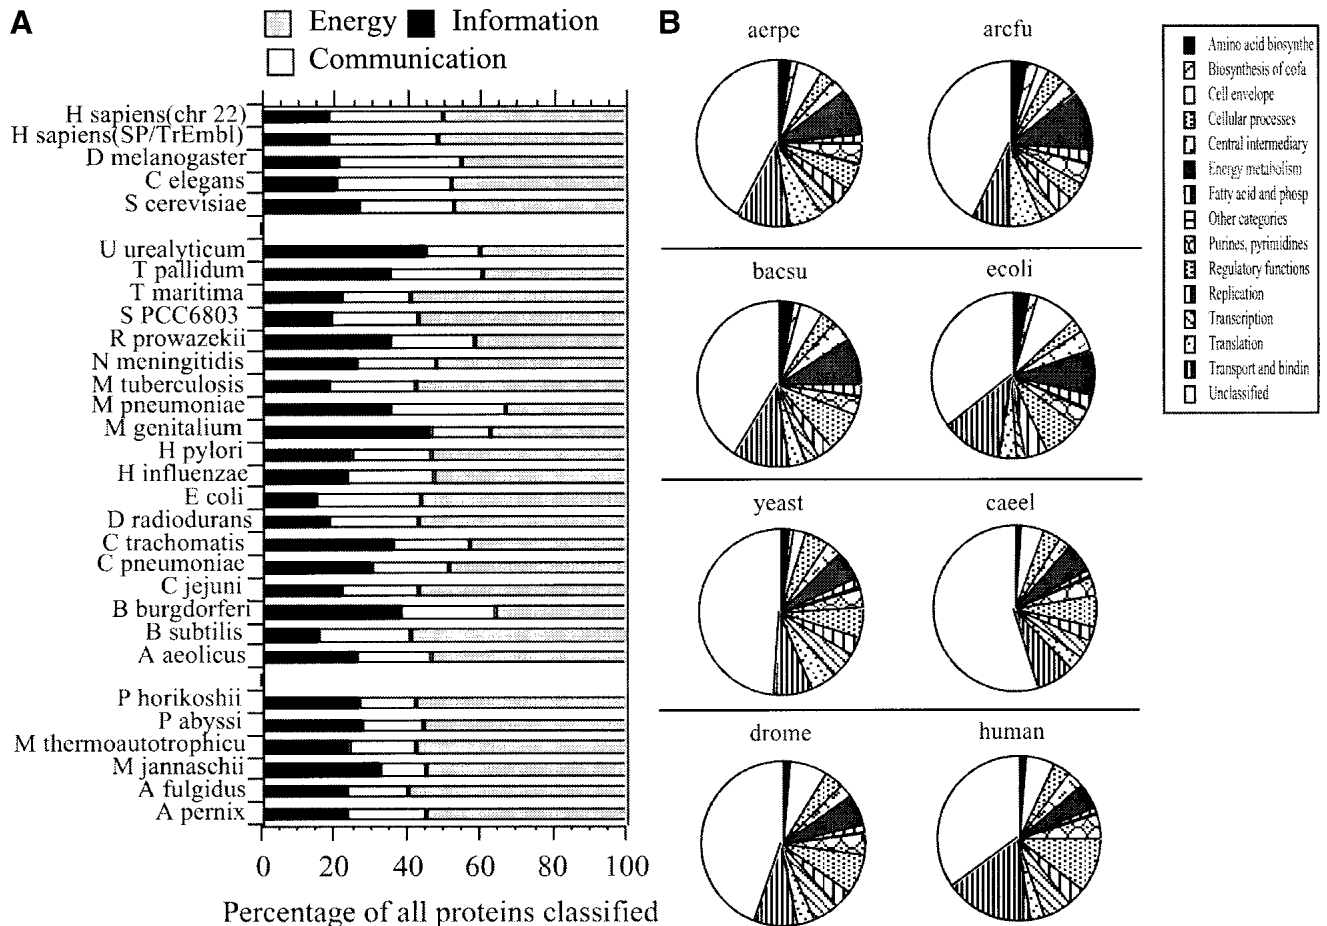 A
Energy Information
Communication
H sapiens(chr 22)
H sapiens(SP/TrEmbl)
D melanogaster
C elegans
S cerevisiae
U urealyticum
T pallidum
T maritima
S PCC6803
R prowazekii
N meningitidis
M tuberculosis
M pneumoniae
M genitalium
H pylori
H influenzae
E coli
D radiodurans
C trachomatis
C pneumoniae
C jejuni
B burgdorferi
B subtilis
A aeolicus
P horikoshii
P abyssi
M thermoautotrophicu
M jannaschii
A fulgidus
A pernix
0 20 40 60 80 100
Percentage of all proteins classified
B
aerpe arcfu
bacsu ecoli
yeast caeel
drome human
Amino acid biosynthe
Biosynthesis of cofa
Cell envelope
Cellular processes
Central intermediary
Energy metabolism
Fatty acid and phosp
Other categories
Purines, pyrimidines
Regulatory functions
Replication
Transcription
Translation
Transport and bindin
Unclassified